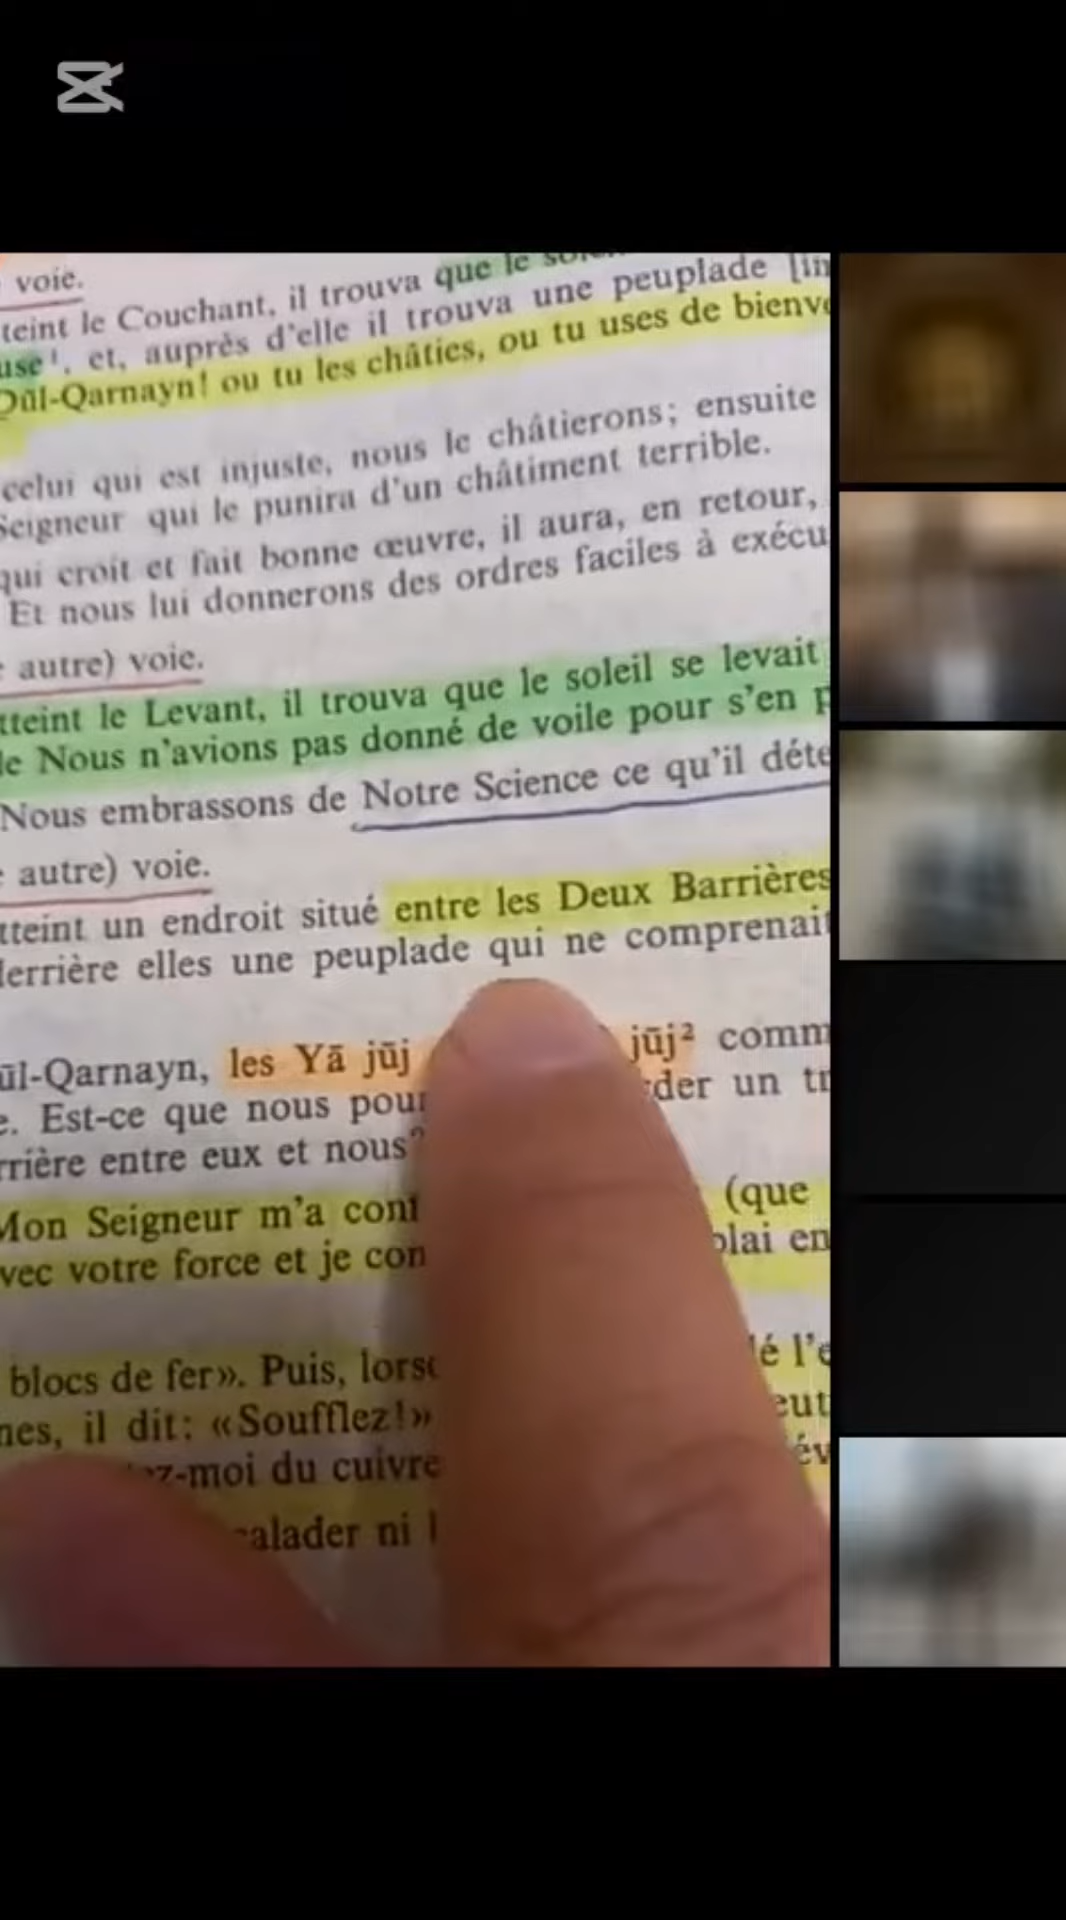 voie.
teint le Couchant, il trouva que le
use¹, et, auprès d'elle il trouva une peuplade [
Dūl-Qarnayn! ou tu les châties, ou tu uses de
celui qui est injuste, nous le châtierons; ensuite
Seigneur qui le punira d'un châtiment terrible.
qui croit et fait bonne œuvre, il aura, en retour,
Et nous lui donnerons des ordres faciles à exécu
autre) voie.
tteint le Levant, il trouva que le soleil se levait
le Nous n'avions pas donné de voile pour s'en p
Nous embrassons de Notre Science ce qu'il déte
autre) voie.
tteint un endroit situé entre les Deux Barrières
derrière elles une peuplade qui ne comprenait
ūl-Qarnayn, les Yā jūj jūj² comm
e. Est-ce que nous pour der un tr
rrière entre eux et nous
Mon Seigneur m'a con (que
vec votre force et je con blai en
blocs de fer». Puis, lors é l'e
nes, il dit: «Soufflez!» eut
ez-moi du cuivre év
calader ni l